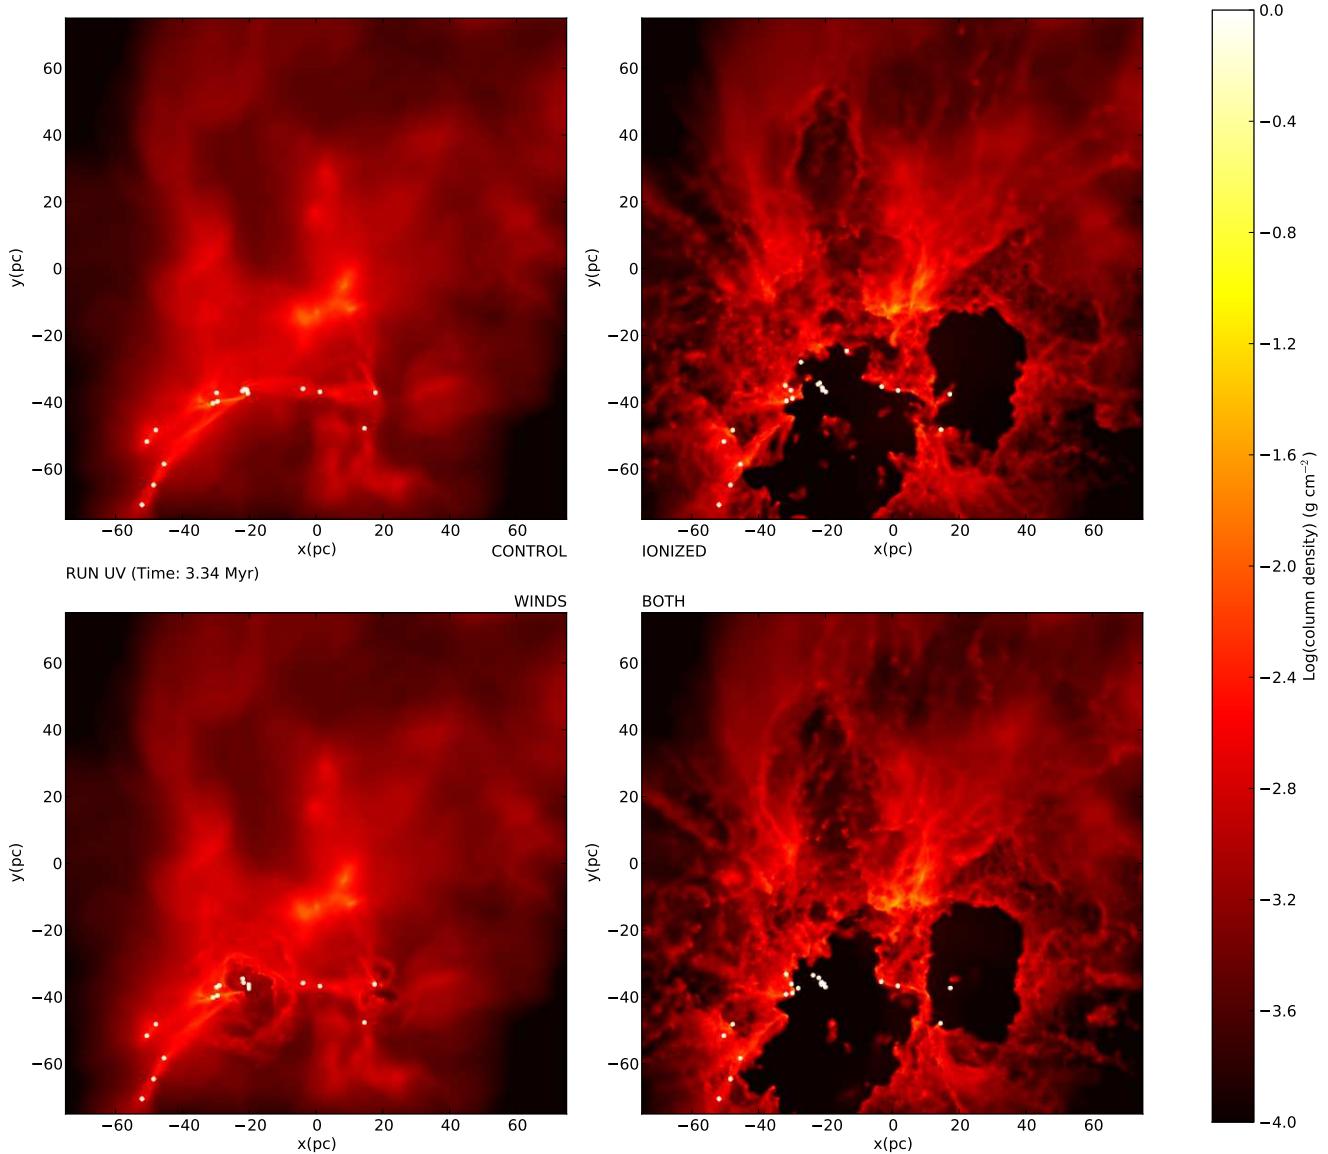 60
40
20
0
−20
−40
−60
y(pc)
−60 −40 −20 0 20 40 60
x(pc)
CONTROL
60
40
20
0
−20
−40
−60
y(pc)
−60 −40 −20 0 20 40 60
x(pc)
IONIZED
RUN UV (Time: 3.34 Myr)
WINDS
60
40
20
0
−20
−40
−60
y(pc)
−60 −40 −20 0 20 40 60
x(pc)
BOTH
60
40
20
0
−20
−40
−60
y(pc)
−60 −40 −20 0 20 40 60
x(pc)
0.0
−0.4
−0.8
−1.2
−1.6
−2.0
−2.4
−2.8
−3.2
−3.6
−4.0
Log(column density) (g cm⁻²)